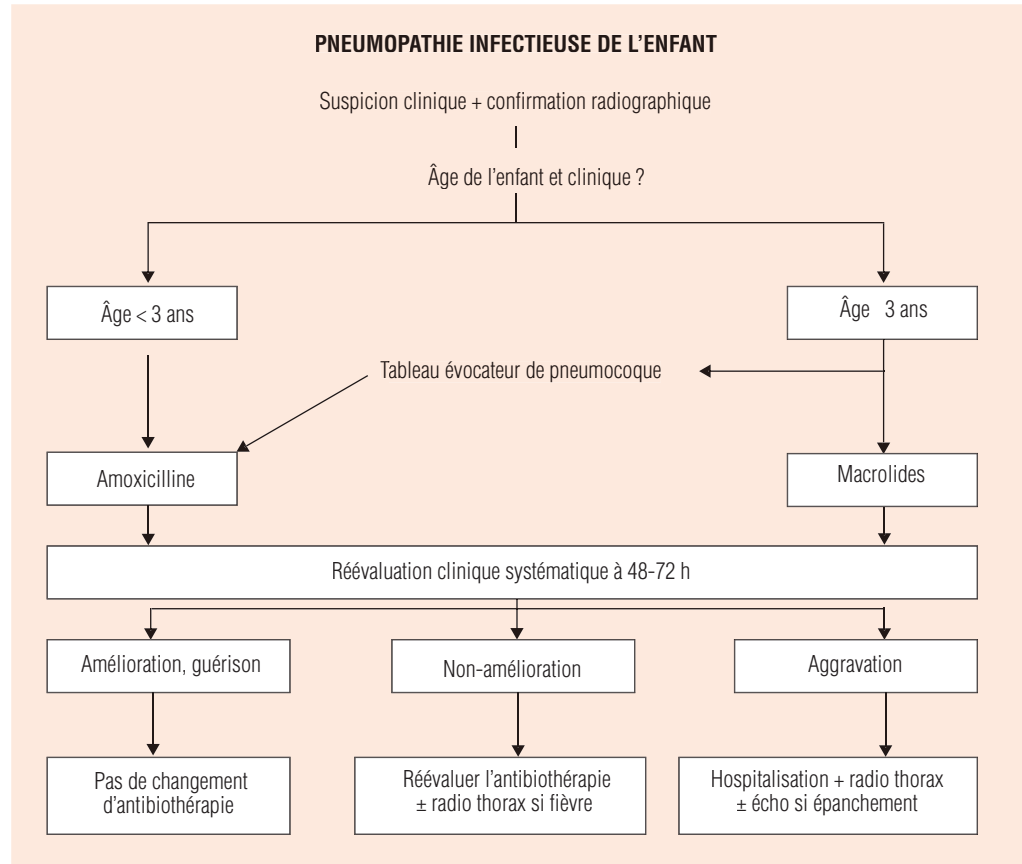 PNEUMOPATHIE INFECTIEUSE DE L’ENFANT
Suspicion clinique + confirmation radiographique
Âge de l’enfant et clinique ?
Âge < 3 ans
Âge 3 ans
Tableau évocateur de pneumocoque
Amoxicilline
Macrolides
Réévaluation clinique systématique à 48-72 h
Amélioration, guérison
Non-amélioration
Aggravation
Pas de changement
d’antibiothérapie
Réévaluer l’antibiothérapie
± radio thorax si fièvre
Hospitalisation + radio thorax
± écho si épanchement